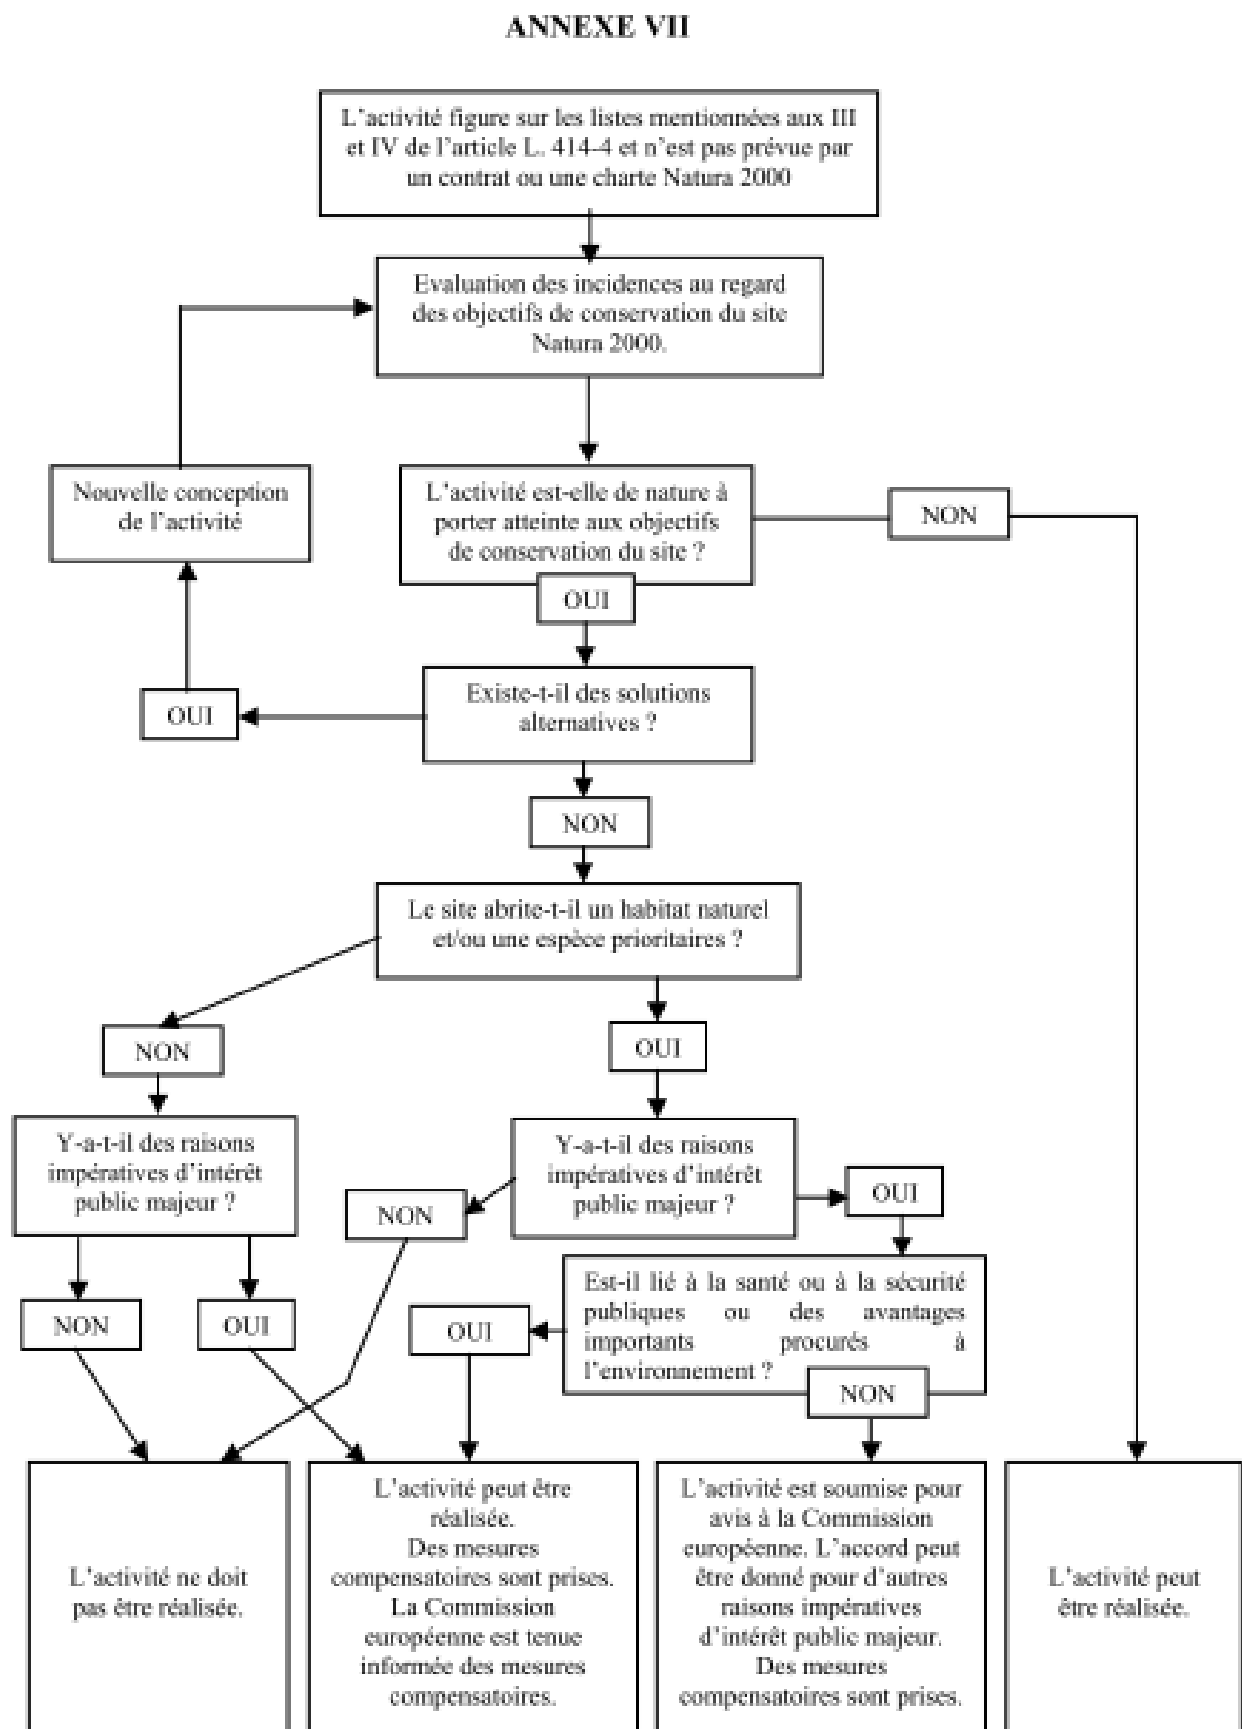 ANNEXE VII
L'activité figure sur les listes mentionnées aux III
et IV de l'article L. 414-4 et n'est pas prévue par
un contrat ou une charte Natura 2000
Evaluation des incidences au regard
des objectifs de conservation du site
Natura 2000.
Nouvelle conception
de l'activité
L'activité est-elle de nature à
porter atteinte aux objectifs
de conservation du site ?
NON
OUI
Existe-t-il des solutions
alternatives ?
OUI
NON
Le site abrite-t-il un habitat naturel
et/ou une espèce prioritaires ?
NON
OUI
Y-a-t-il des raisons
impératives d'intérêt
public majeur ?
Y-a-t-il des raisons
impératives d'intérêt
public majeur ?
OUI
NON
Est-il lié à la santé ou à la sécurité
publiques ou des avantages
importants procurés à
l'environnement ?
NON
OUI
OUI
NON
L'activité ne doit
pas être réalisée.
L'activité peut être
réalisée.
Des mesures
compensatoires sont prises.
La Commission
européenne est tenue
informée des mesures
compensatoires.
L'activité est soumise pour
avis à la Commission
européenne. L'accord peut
être donné pour d'autres
raisons impératives
d'intérêt public majeur.
Des mesures
compensatoires sont prises.
L'activité peut
être réalisée.